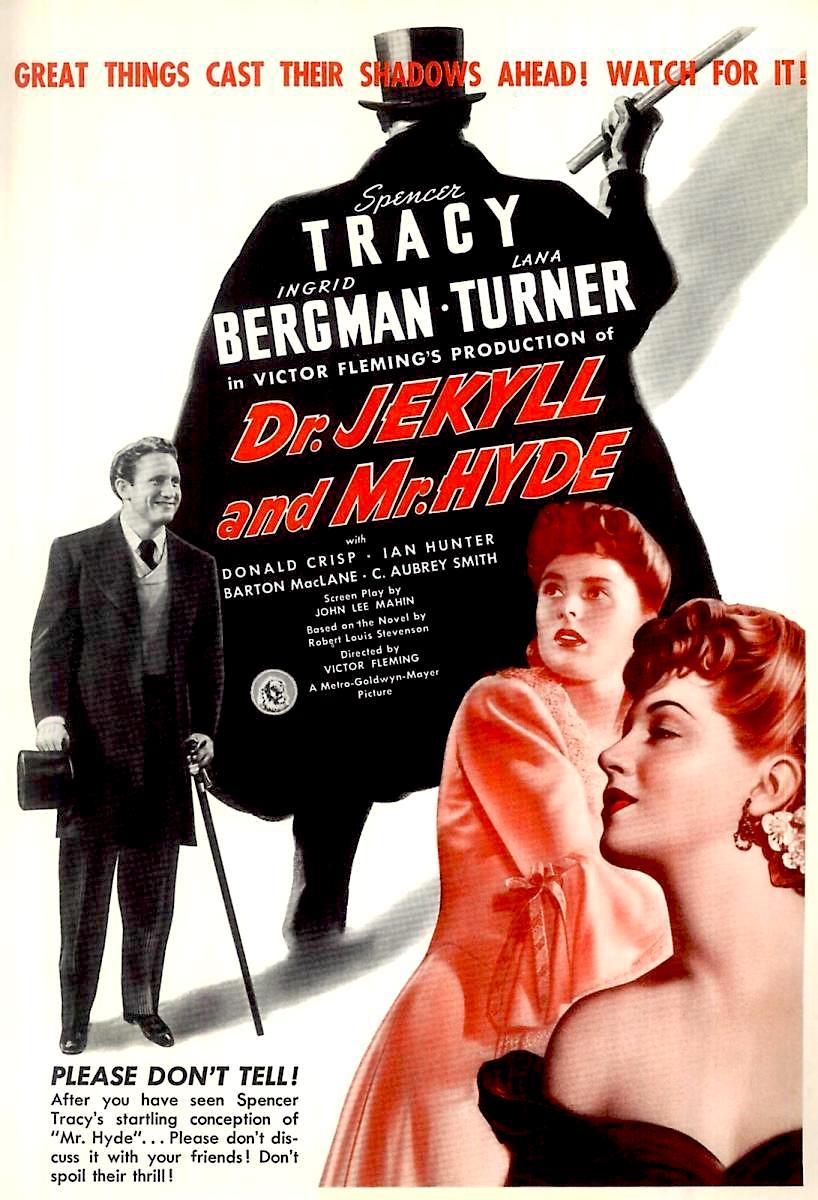 GREAT THINGS CAST THEIR SHADOWS AHEAD! WATCH FOR IT!
Spencer
TRACY
INGRID LANA
BERGMAN · TURNER
in VICTOR FLEMING'S PRODUCTION of
Dr. JEKYLL
and Mr. HYDE
with
DONALD CRISP · IAN HUNTER
BARTON MacLANE · C. AUBREY SMITH
Screen Play by
JOHN LEE MAHIN
Based on the Novel by
Robert Louis Stevenson
Directed by
VICTOR FLEMING
A Metro-Goldwyn-Mayer
Picture
PLEASE DON'T TELL!
After you have seen Spencer
Tracy's startling conception of
"Mr. Hyde"... Please don't dis-
cuss it with your friends! Don't
spoil their thrill!